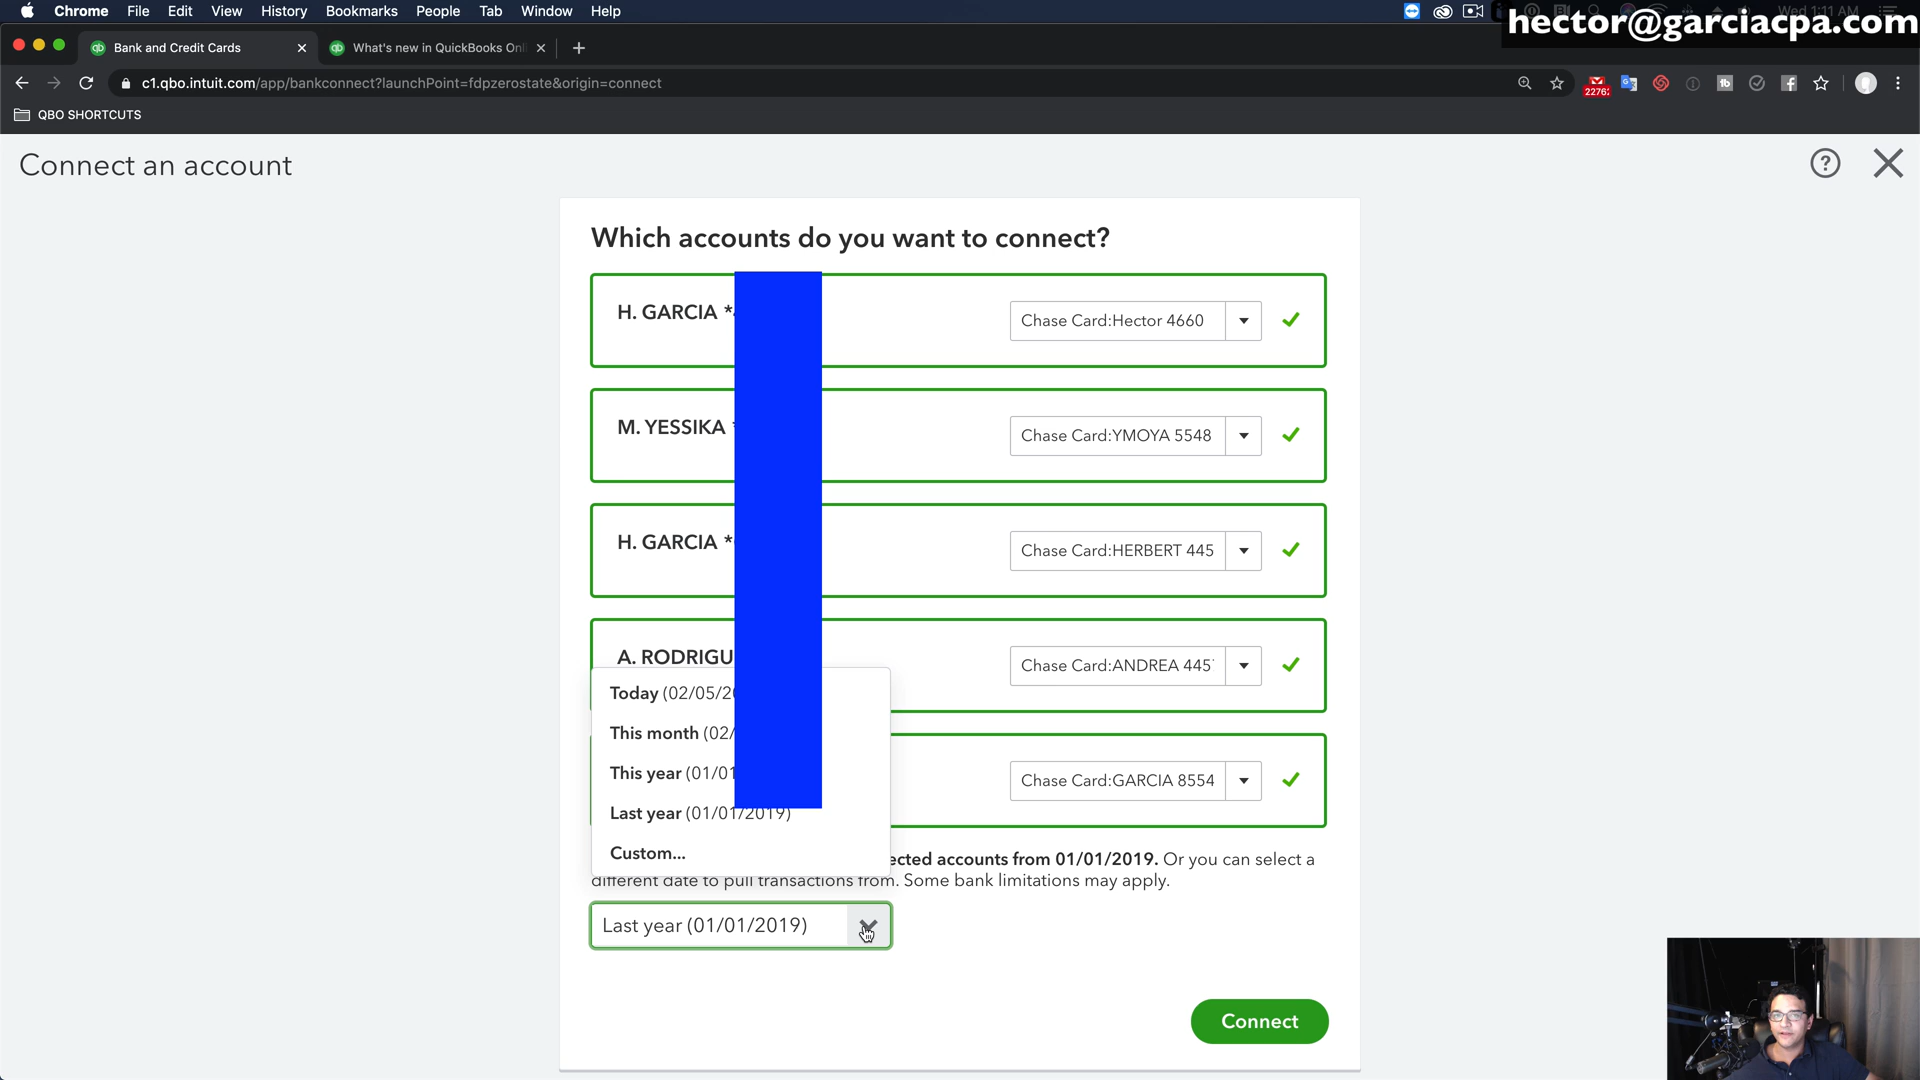 Chrome File Edit View History Bookmarks People Tab Window Help
Wed 1:11 AM
hector@garciacpa.com
Bank and Credit Cards
What's new in QuickBooks Onl
c1.qbo.intuit.com/app/bankconnect?launchPoint=fdpzerostate&origin=connect
QBO SHORTCUTS
Connect an account
Which accounts do you want to connect?
H. GARCIA *
Chase Card:Hector 4660
M. YESSIKA
Chase Card:YMOYA 5548
H. GARCIA *
Chase Card:HERBERT 445
A. RODRIGU
Chase Card:ANDREA 445
Today (02/05/20
This month (02/
This year (01/01
Chase Card:GARCIA 8554
Last year (01/01/2019)
Custom...
ected accounts from 01/01/2019. Or you can select a
different date to pull transactions from. Some bank limitations may apply.
Last year (01/01/2019)
Connect